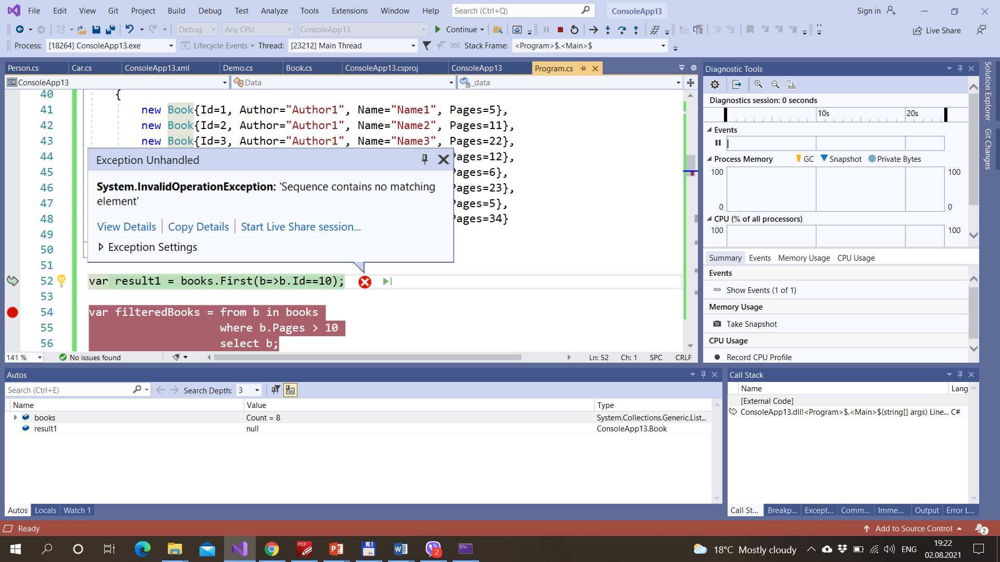 File Edit View Git Project Build Debug Test Analyze Tools Extensions Window Help Search (Ctrl+Q) ConsoleApp13 Sign in
Debug Any CPU ConsoleApp13 Continue Live Share
Process: [18264] ConsoleApp13.exe Lifecycle Events Thread: [23212] Main Thread Stack Frame: <Program>$.<Main>$
Person.cs Car.cs ConsoleApp13.xml Demo.cs Book.cs ConsoleApp13.csproj ConsoleApp13 Program.cs
C# ConsoleApp13 Data _data
40 {
41 new Book{Id=1, Author="Author1", Name="Name1", Pages=5},
42 new Book{Id=2, Author="Author1", Name="Name2", Pages=11},
43 new Book{Id=3, Author="Author1", Name="Name3", Pages=22},
44 Pages=12},
45 Pages=6},
46 Pages=23},
47 Pages=5},
48 Pages=34}
49
50
51
Exception Unhandled
System.InvalidOperationException: 'Sequence contains no matching
element'
View Details Copy Details Start Live Share session...
Exception Settings
52 var result1 = books.First(b=>b.Id==10);
53
54 var filteredBooks = from b in books
55 where b.Pages > 10
56 select b;
141 % No issues found Ln: 52 Ch: 1 SPC CRLF
Diagnostic Tools
Diagnostics session: 0 seconds
10s 20s
Events
Process Memory GC Snapshot Private Bytes
100 100
0 0
CPU (% of all processors)
100 100
Summary Events Memory Usage CPU Usage
Events
Show Events (1 of 1)
Memory Usage
Take Snapshot
CPU Usage
Record CPU Profile
Solution Explorer
Git Changes
Autos
Search (Ctrl+E) Search Depth: 3
Name Value Type
books Count = 8 System.Collections.Generic.List...
result1 null ConsoleApp13.Book
Autos Locals Watch 1
Call Stack
Name Lang
[External Code]
ConsoleApp13.dll!<Program>$.<Main>$(string[] args) Line... C#
Call St... Breakp... Except... Comm... Imme... Output Error L...
Ready Add to Source Control 2
PDF 64 2 18°C Mostly cloudy ENG 19:22
02.08.2021